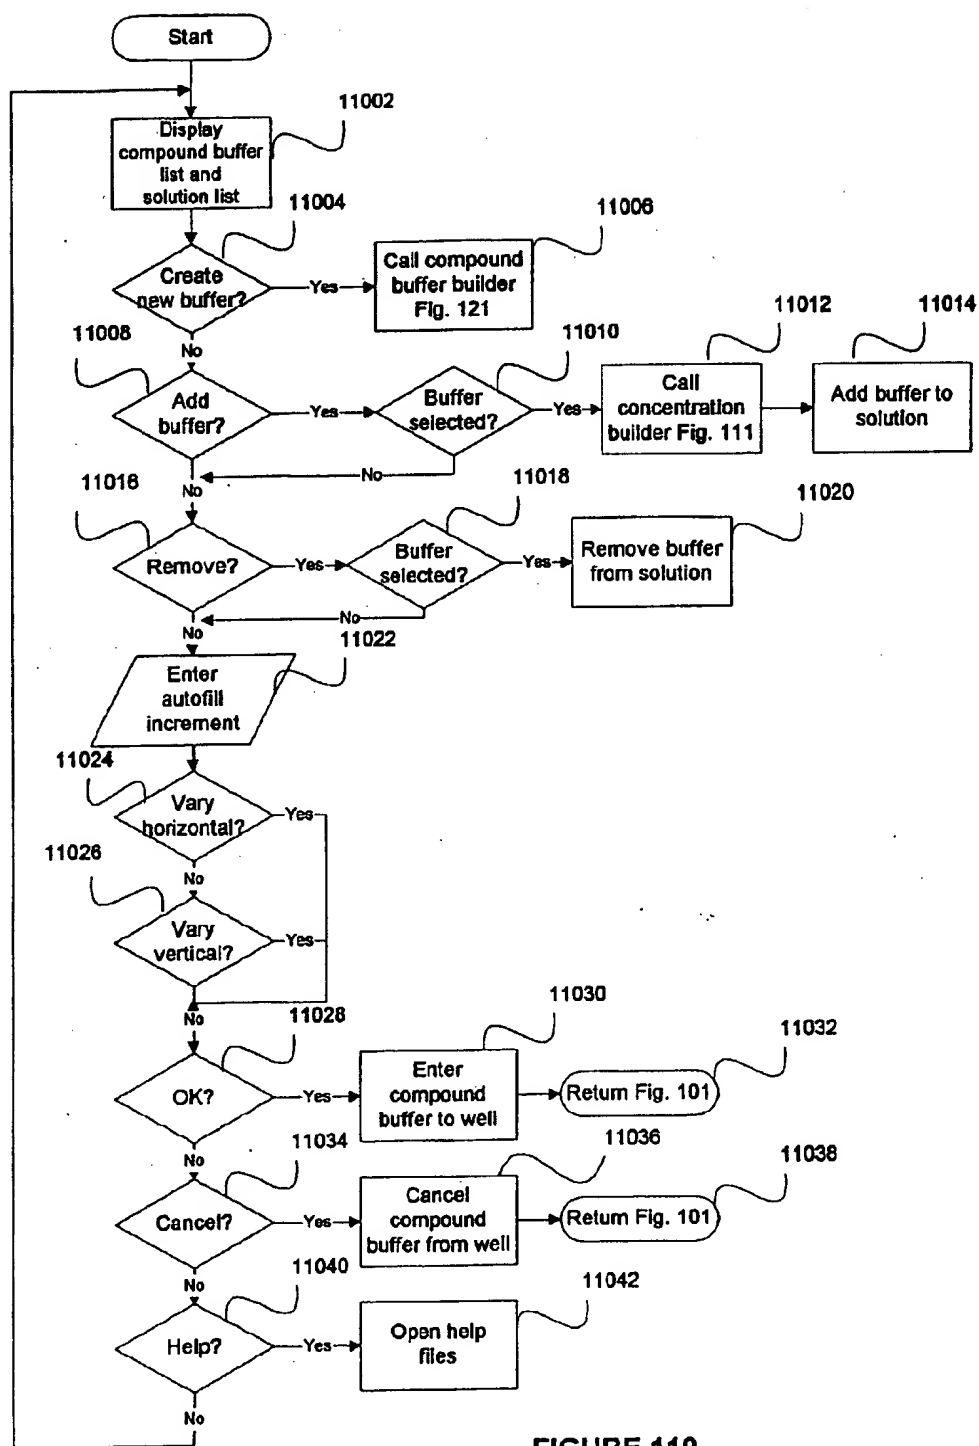 Start
11002
Display
compound buffer
list and
solution list
11004
11006
Create
new buffer?
Yes
Call compound
buffer builder
Fig. 121
No
11008
11010
11012
11014
Add
buffer?
Yes
Buffer
selected?
Yes
Call
concentration
builder Fig. 111
Add buffer to
solution
No
No
11016
11018
11020
Remove?
Yes
Buffer
selected?
Yes
Remove buffer
from solution
No
No
11022
Enter
autofill
increment
11024
Vary
horizontal?
Yes
No
11026
Vary
vertical?
Yes
No
11028
11030
11032
OK?
Yes
Enter
compound
buffer to well
Return Fig. 101
No
11034
11036
11038
Cancel?
Yes
Cancel
compound
buffer from well
Return Fig. 101
No
11040
11042
Help?
Yes
Open help
files
No
FIGURE 110